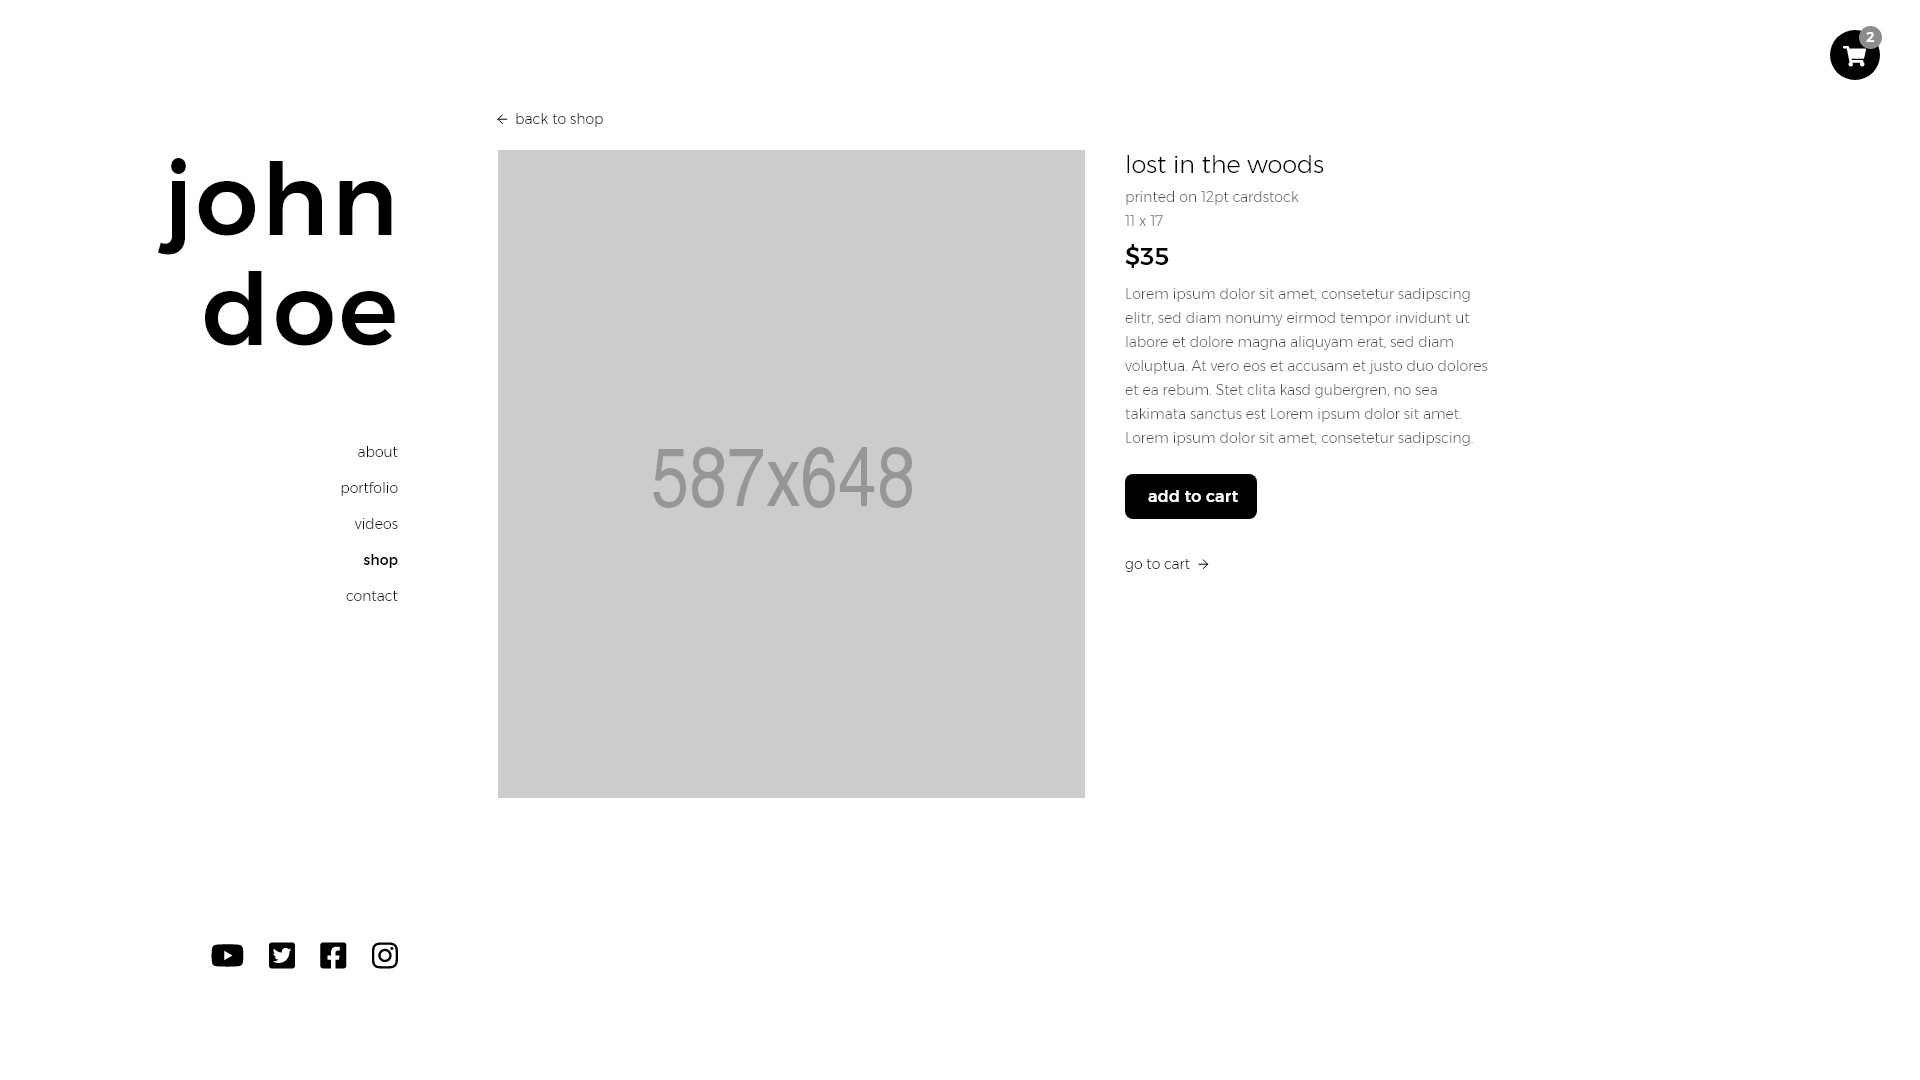 2
back to shop
john
doe
about
portfolio
videos
shop
contact
587x648
lost in the woods
printed on 12pt cardstock
11 x 17
$35
Lorem ipsum dolor sit amet, consetetur sadipscing
elitr, sed diam nonumy eirmod tempor invidunt ut
labore et dolore magna aliquyam erat, sed diam
voluptua. At vero eos et accusam et justo duo dolores
et ea rebum. Stet clita kasd gubergren, no sea
takimata sanctus est Lorem ipsum dolor sit amet.
Lorem ipsum dolor sit amet, consetetur sadipscing.
add to cart
go to cart